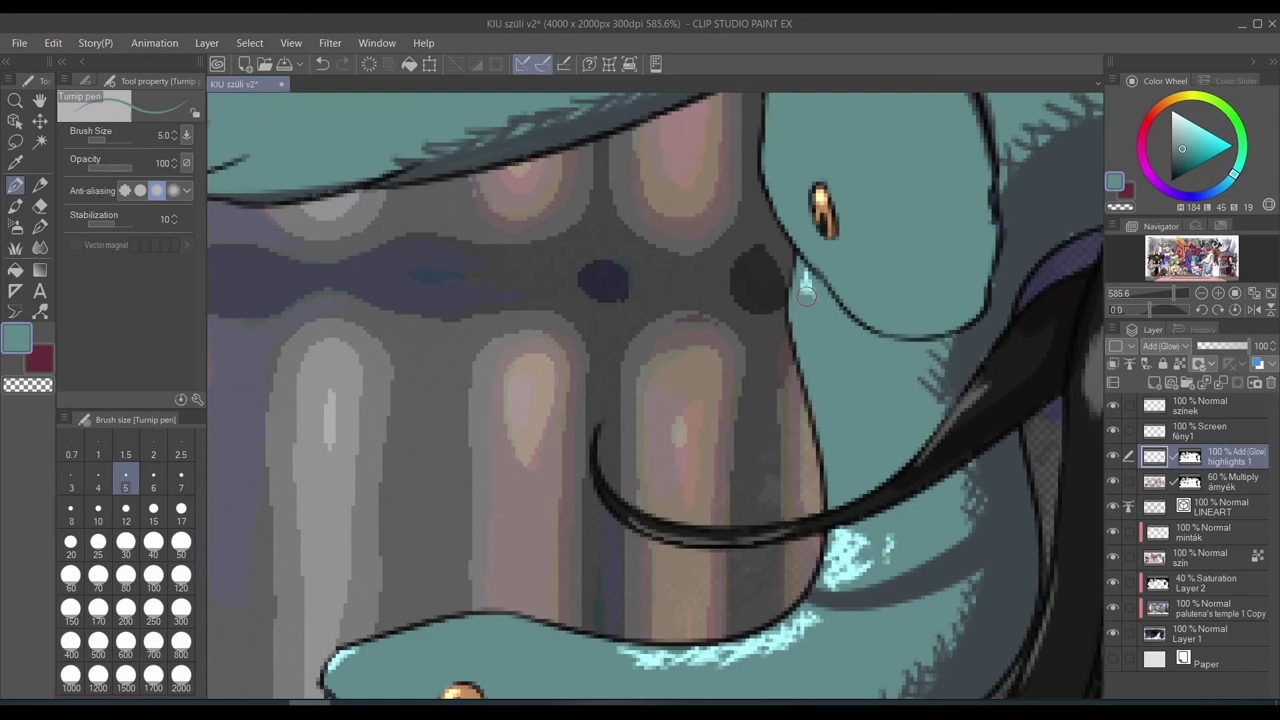 KIU szüli v2* (4000 x 2000px 300dpi 585.6%) - CLIP STUDIO PAINT EX
File Edit Story(P) Animation Layer Select View Filter Window Help
KIU szüli v2*
Tool property [Turnip pen]
Turnip pen
Brush Size 5.0
Opacity 100
Anti-aliasing
Stabilization 10
Vector magnet
Brush size [Turnip pen]
0.7 1 1.5 2 2.5
3 4 5 6 7
8 10 12 15 17
20 25 30 40 50
60 70 80 100 120
150 170 200 250 300
400 500 600 700 800
1000 1200 1500 1700 2000
Color Wheel Color Slider
H 184 S 45 V 19
Navigator
585.6
0.0
Layer History
Add (Glow) 100
100 % Normal
színek
100 % Screen
fény1
100 % Add (Glow)
highlights 1
60 % Multiply
árnyék
100 % Normal
LINEART
100 % Normal
minták
100 % Normal
szín
40 % Saturation
Layer 2
100 % Normal
palutena's temple 1 Copy
100 % Normal
Layer 1
Paper